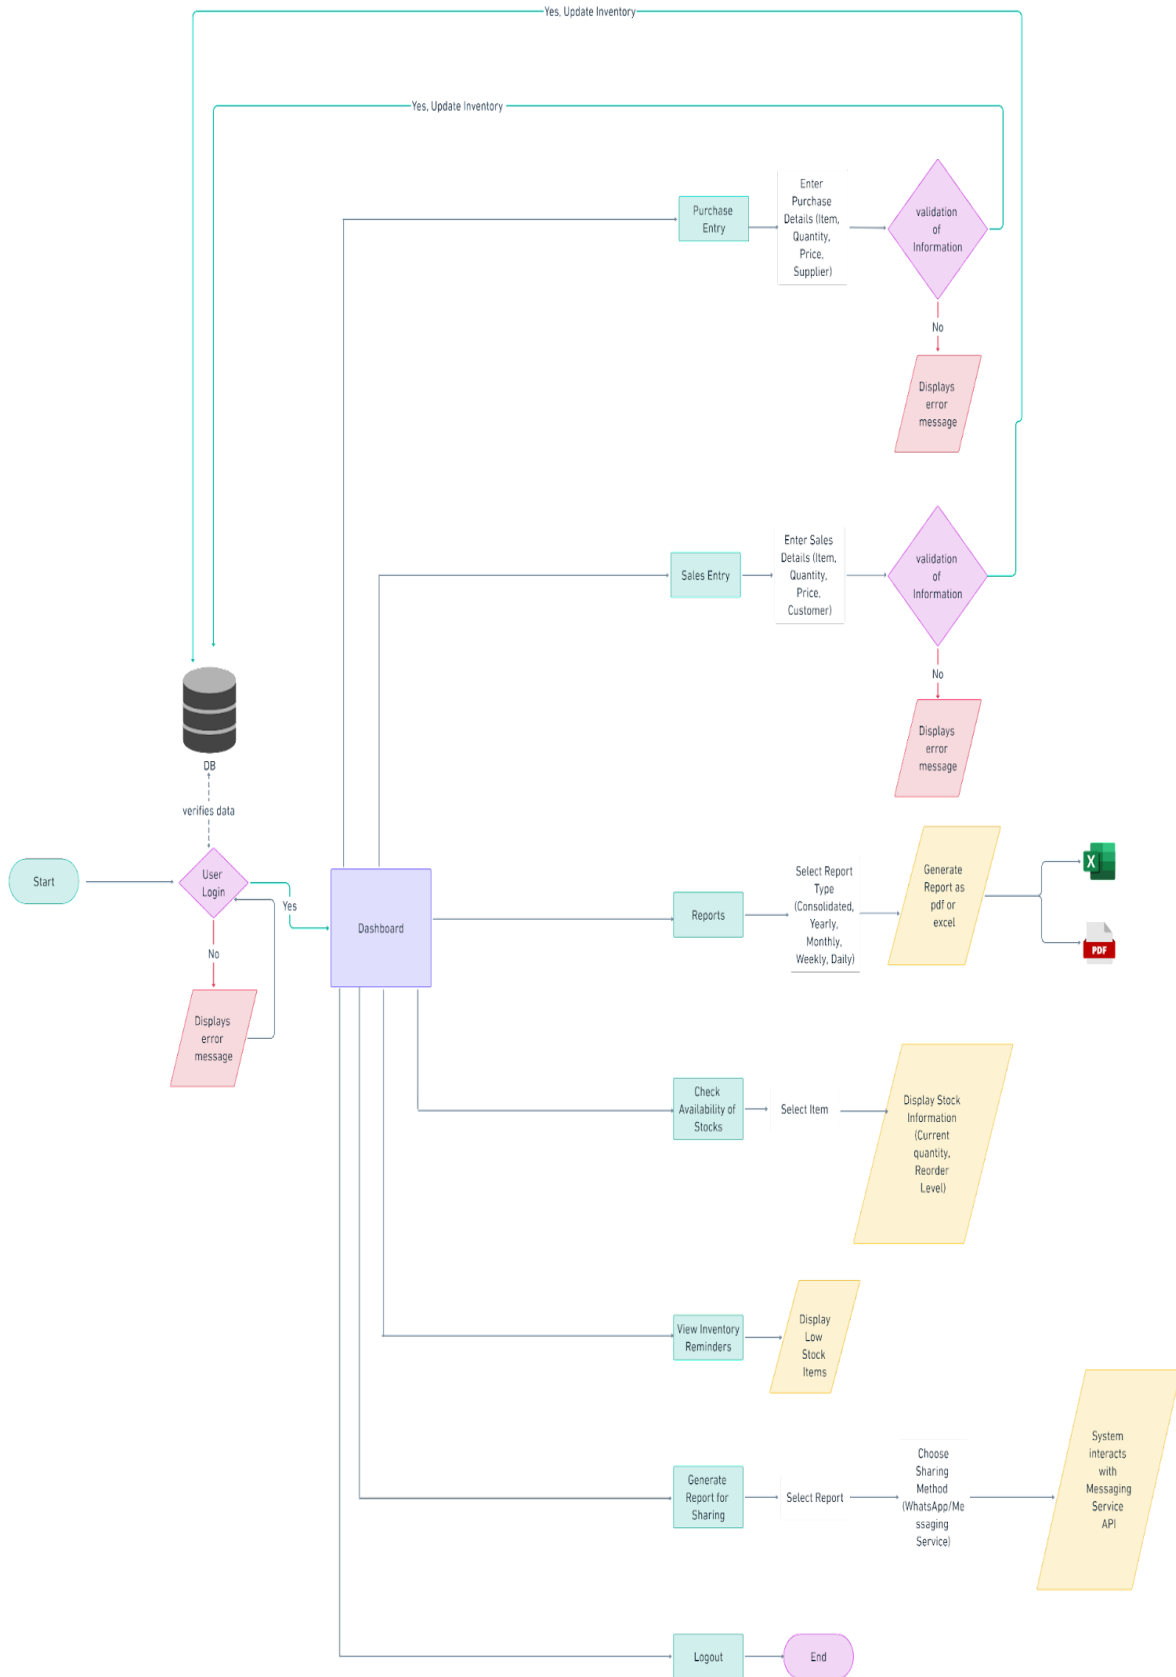 Yes, Update Inventory
Yes, Update Inventory
Purchase
Entry
Enter
Purchase
Details (Item,
Quantity,
Price,
Supplier)
validation
of
Information
No
Displays
error
message
Sales Entry
Enter Sales
Details (Item,
Quantity,
Price,
Customer)
validation
of
Information
No
Displays
error
message
DB
verifies data
Start
User
Login
Yes
No
Displays
error
message
Dashboard
Reports
Select Report
Type
(Consolidated,
Yearly,
Monthly,
Weekly, Daily)
Generate
Report as
pdf or
excel
X
PDF
Check
Availability of
Stocks
Select Item
Display Stock
Information
(Current
quantity,
Reorder
Level)
View Inventory
Reminders
Display
Low
Stock
Items
Generate
Report for
Sharing
Select Report
Choose
Sharing
Method
(WhatsApp/Me
ssaging
Service)
System
interacts
with
Messaging
Service
API
Logout
End